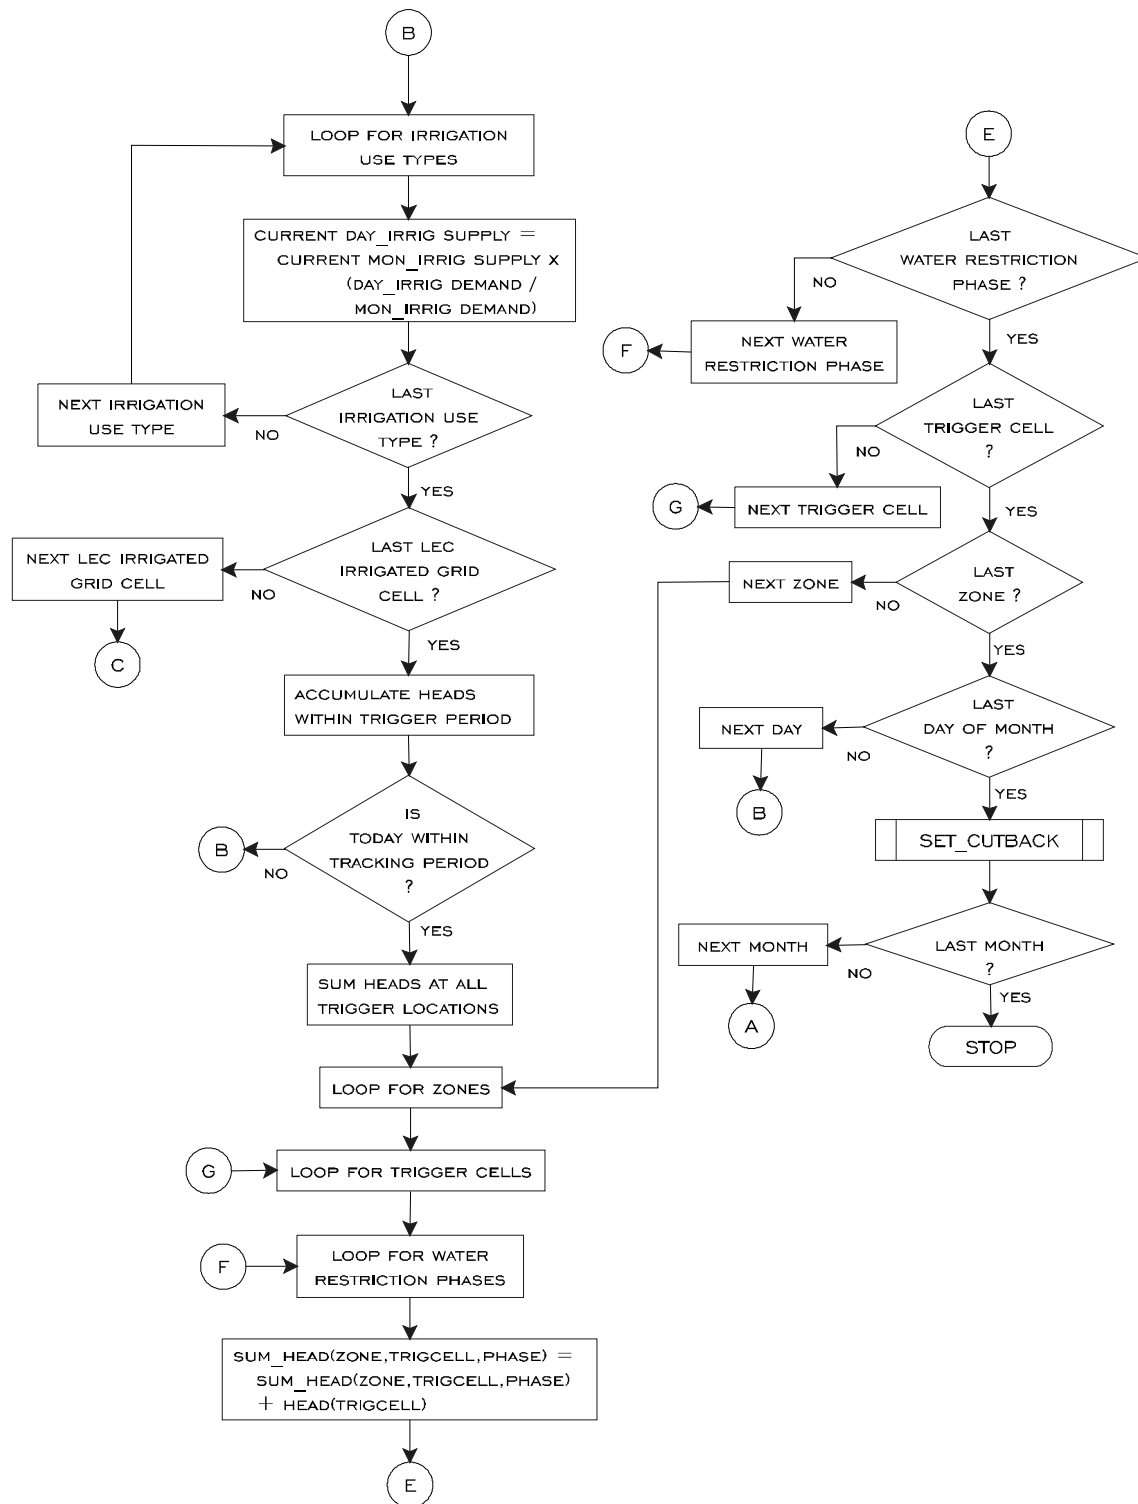 B
LOOP FOR IRRIGATION
USE TYPES
CURRENT DAY_IRRIG SUPPLY =
CURRENT MON_IRRIG SUPPLY X
(DAY_IRRIG DEMAND /
MON_IRRIG DEMAND)
LAST
IRRIGATION USE
TYPE ?
NO
NEXT IRRIGATION
USE TYPE
YES
LAST LEC
IRRIGATED GRID
CELL ?
NO
NEXT LEC IRRIGATED
GRID CELL
C
YES
ACCUMULATE HEADS
WITHIN TRIGGER PERIOD
IS
TODAY WITHIN
TRACKING PERIOD
?
NO
B
YES
SUM HEADS AT ALL
TRIGGER LOCATIONS
LOOP FOR ZONES
G
LOOP FOR TRIGGER CELLS
F
LOOP FOR WATER
RESTRICTION PHASES
SUM_HEAD(ZONE,TRIGCELL,PHASE) =
SUM_HEAD(ZONE,TRIGCELL,PHASE)
+ HEAD(TRIGCELL)
E
E
LAST
WATER RESTRICTION
PHASE ?
NO
NEXT WATER
RESTRICTION PHASE
F
YES
LAST
TRIGGER CELL
?
NO
NEXT TRIGGER CELL
G
YES
LAST
ZONE ?
NO
NEXT ZONE
YES
LAST
DAY OF MONTH
?
NO
NEXT DAY
B
YES
SET_CUTBACK
LAST MONTH
?
NO
NEXT MONTH
A
YES
STOP